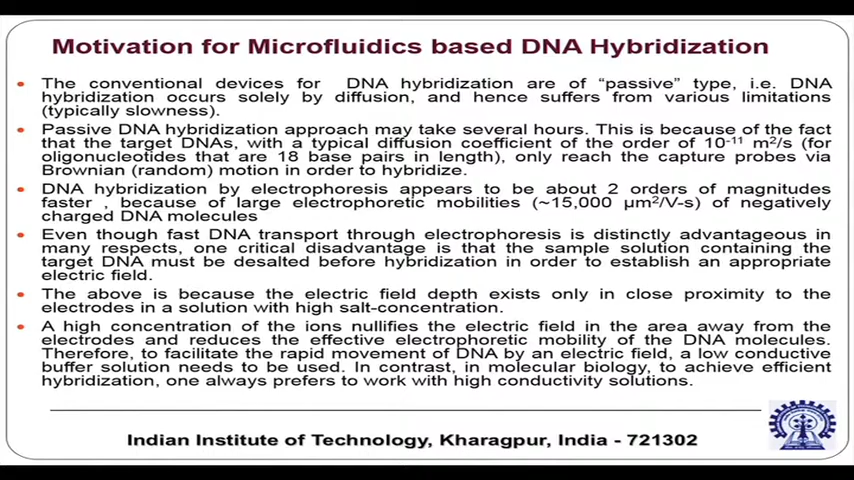 Motivation for Microfluidics based DNA Hybridization
• The conventional devices for DNA hybridization are of “passive” type, i.e. DNA
hybridization occurs solely by diffusion, and hence suffers from various limitations
(typically slowness).
• Passive DNA hybridization approach may take several hours. This is because of the fact
that the target DNAs, with a typical diffusion coefficient of the order of 10⁻¹¹ m²/s (for
oligonucleotides that are 18 base pairs in length), only reach the capture probes via
Brownian (random) motion in order to hybridize.
• DNA hybridization by electrophoresis appears to be about 2 orders of magnitudes
faster , because of large electrophoretic mobilities (~15,000 µm²/V-s) of negatively
charged DNA molecules
• Even though fast DNA transport through electrophoresis is distinctly advantageous in
many respects, one critical disadvantage is that the sample solution containing the
target DNA must be desalted before hybridization in order to establish an appropriate
electric field.
• The above is because the electric field depth exists only in close proximity to the
electrodes in a solution with high salt-concentration.
• A high concentration of the ions nullifies the electric field in the area away from the
electrodes and reduces the effective electrophoretic mobility of the DNA molecules.
Therefore, to facilitate the rapid movement of DNA by an electric field, a low conductive
buffer solution needs to be used. In contrast, in molecular biology, to achieve efficient
hybridization, one always prefers to work with high conductivity solutions.
Indian Institute of Technology, Kharagpur, India - 721302